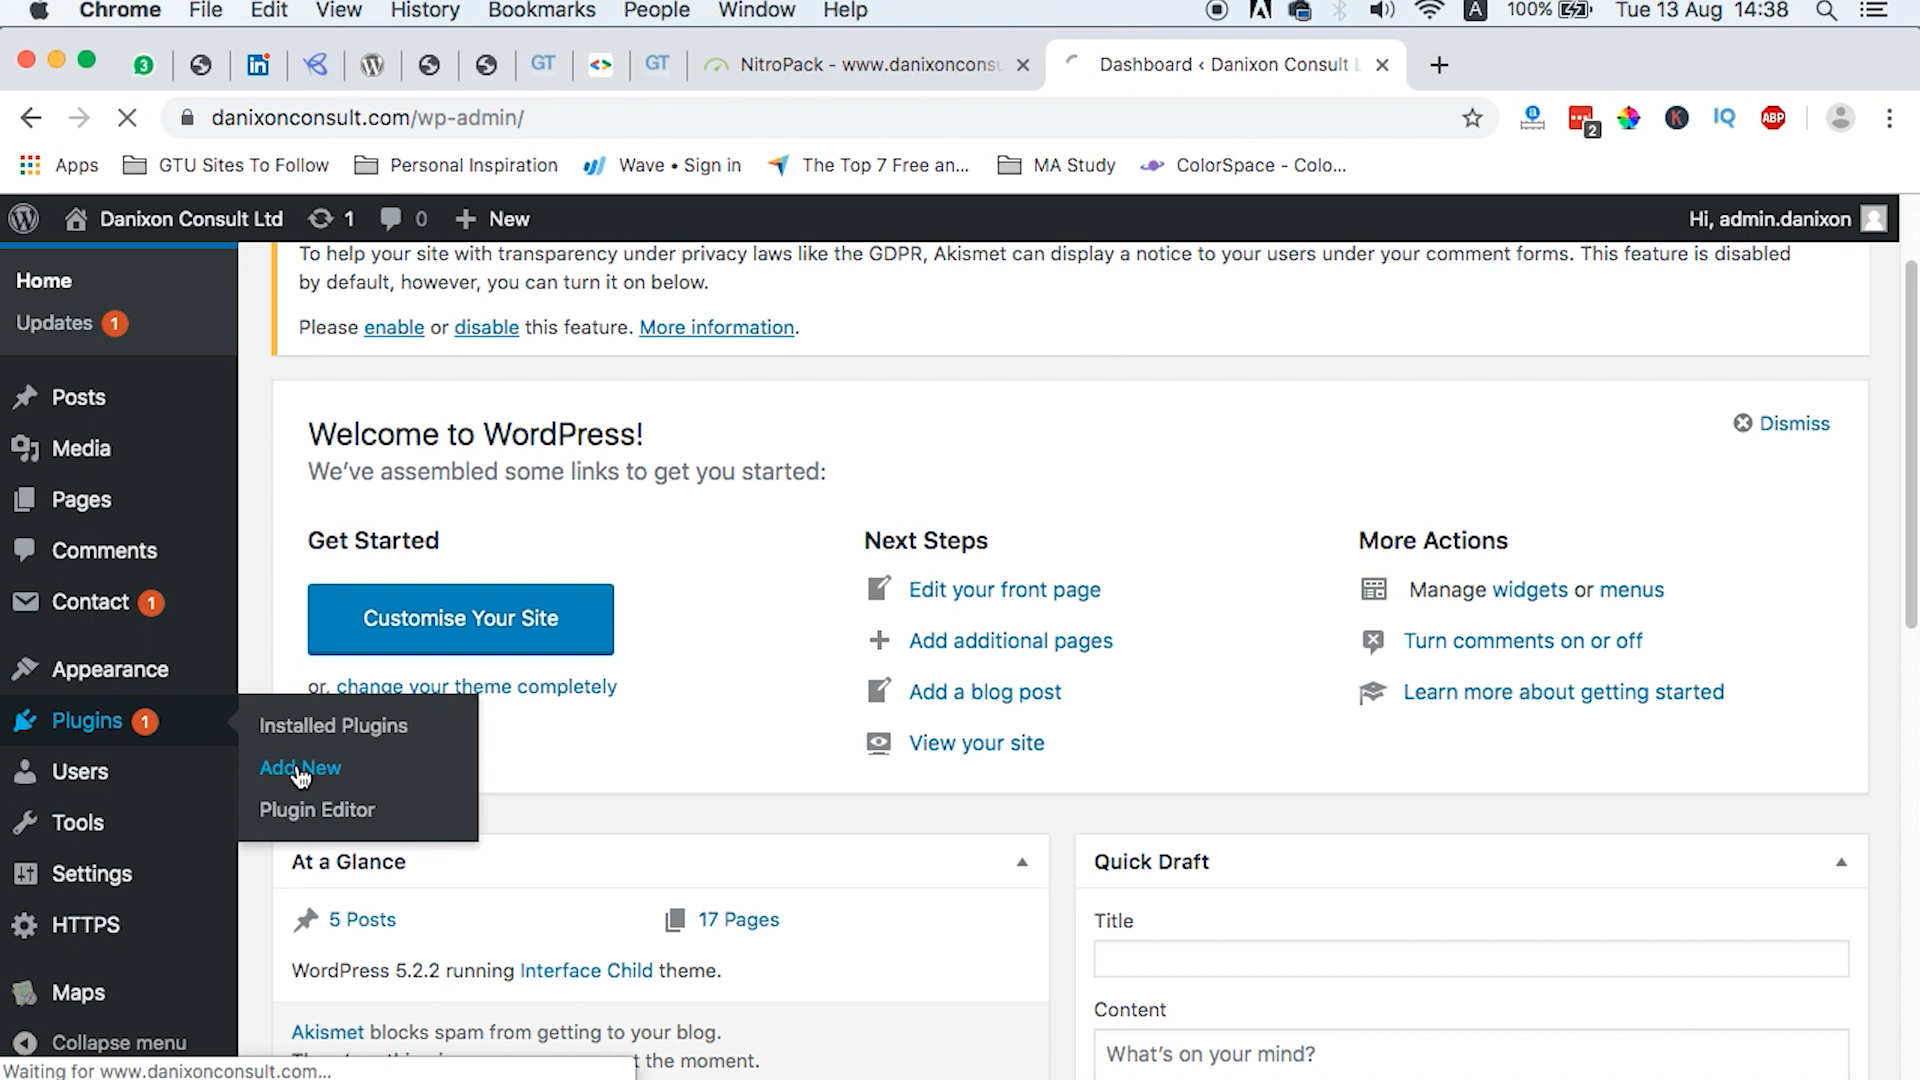 Chrome File Edit View History Bookmarks People Window Help A 100% Tue 13 Aug 14:38
3 GT GT NitroPack - www.danixonconsu Dashboard ‹ Danixon Consult L
danixonconsult.com/wp-admin/ 2 K IQ ABP
Apps GTU Sites To Follow Personal Inspiration Wave • Sign in The Top 7 Free an... MA Study ColorSpace - Colo...
Danixon Consult Ltd 1 0 New Hi, admin.danixon
Home
Updates 1
Posts
Media
Pages
Comments
Contact 1
Appearance
Plugins 1
Users
Tools
Settings
HTTPS
Maps
Collapse menu
Installed Plugins
Add New
Plugin Editor
To help your site with transparency under privacy laws like the GDPR, Akismet can display a notice to your users under your comment forms. This feature is disabled
by default, however, you can turn it on below.
Please enable or disable this feature. More information.
Welcome to WordPress!
Dismiss
We've assembled some links to get you started:
Get Started
Customise Your Site
or, change your theme completely
Next Steps
Edit your front page
Add additional pages
Add a blog post
View your site
More Actions
Manage widgets or menus
Turn comments on or off
Learn more about getting started
At a Glance
5 Posts 17 Pages
WordPress 5.2.2 running Interface Child theme.
Akismet blocks spam from getting to your blog.
t the moment.
Quick Draft
Title
Content
What's on your mind?
Waiting for www.danixonconsult.com...